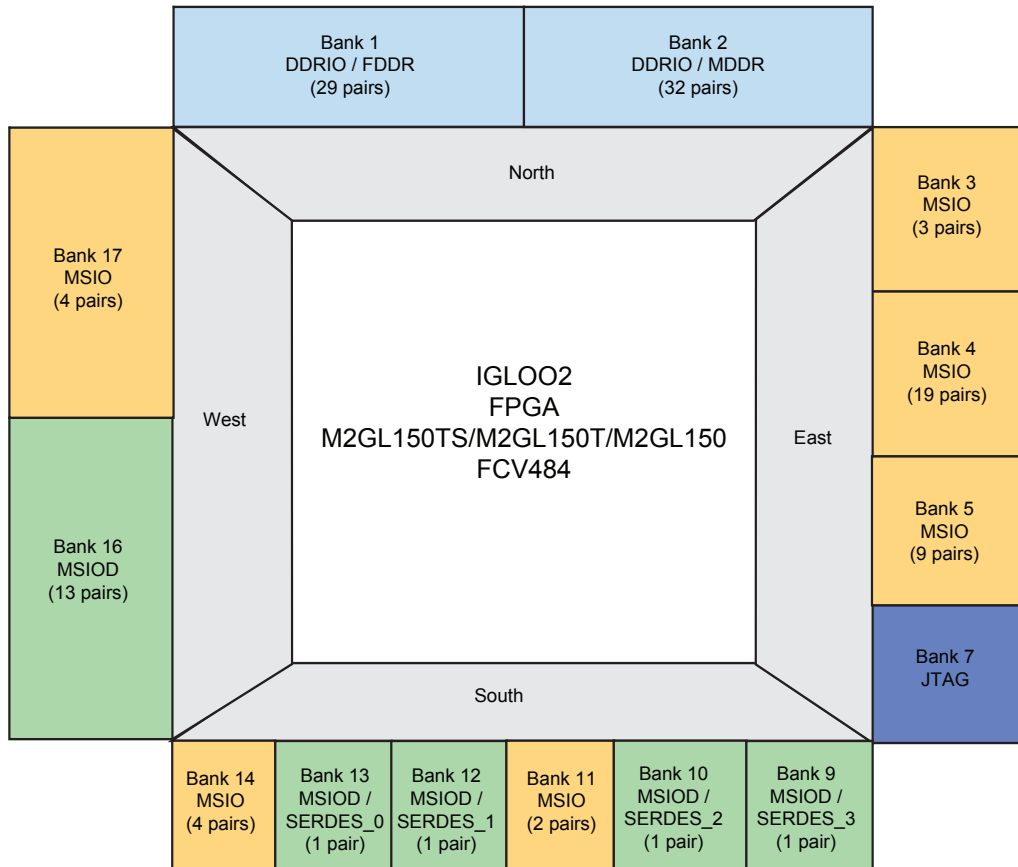 Bank 1
DDRIO / FDDR
(29 pairs)
Bank 2
DDRIO / MDDR
(32 pairs)
North
Bank 3
MSIO
(3 pairs)
Bank 17
MSIO
(4 pairs)
Bank 4
MSIO
(19 pairs)
IGLOO2
FPGA
M2GL150TS/M2GL150T/M2GL150
FCV484
West
East
Bank 5
MSIO
(9 pairs)
Bank 16
MSIOD
(13 pairs)
Bank 7
JTAG
South
Bank 14
MSIO
(4 pairs)
Bank 13
MSIOD /
SERDES_0
(1 pair)
Bank 12
MSIOD /
SERDES_1
(1 pair)
Bank 11
MSIO
(2 pairs)
Bank 10
MSIOD /
SERDES_2
(1 pair)
Bank 9
MSIOD /
SERDES_3
(1 pair)